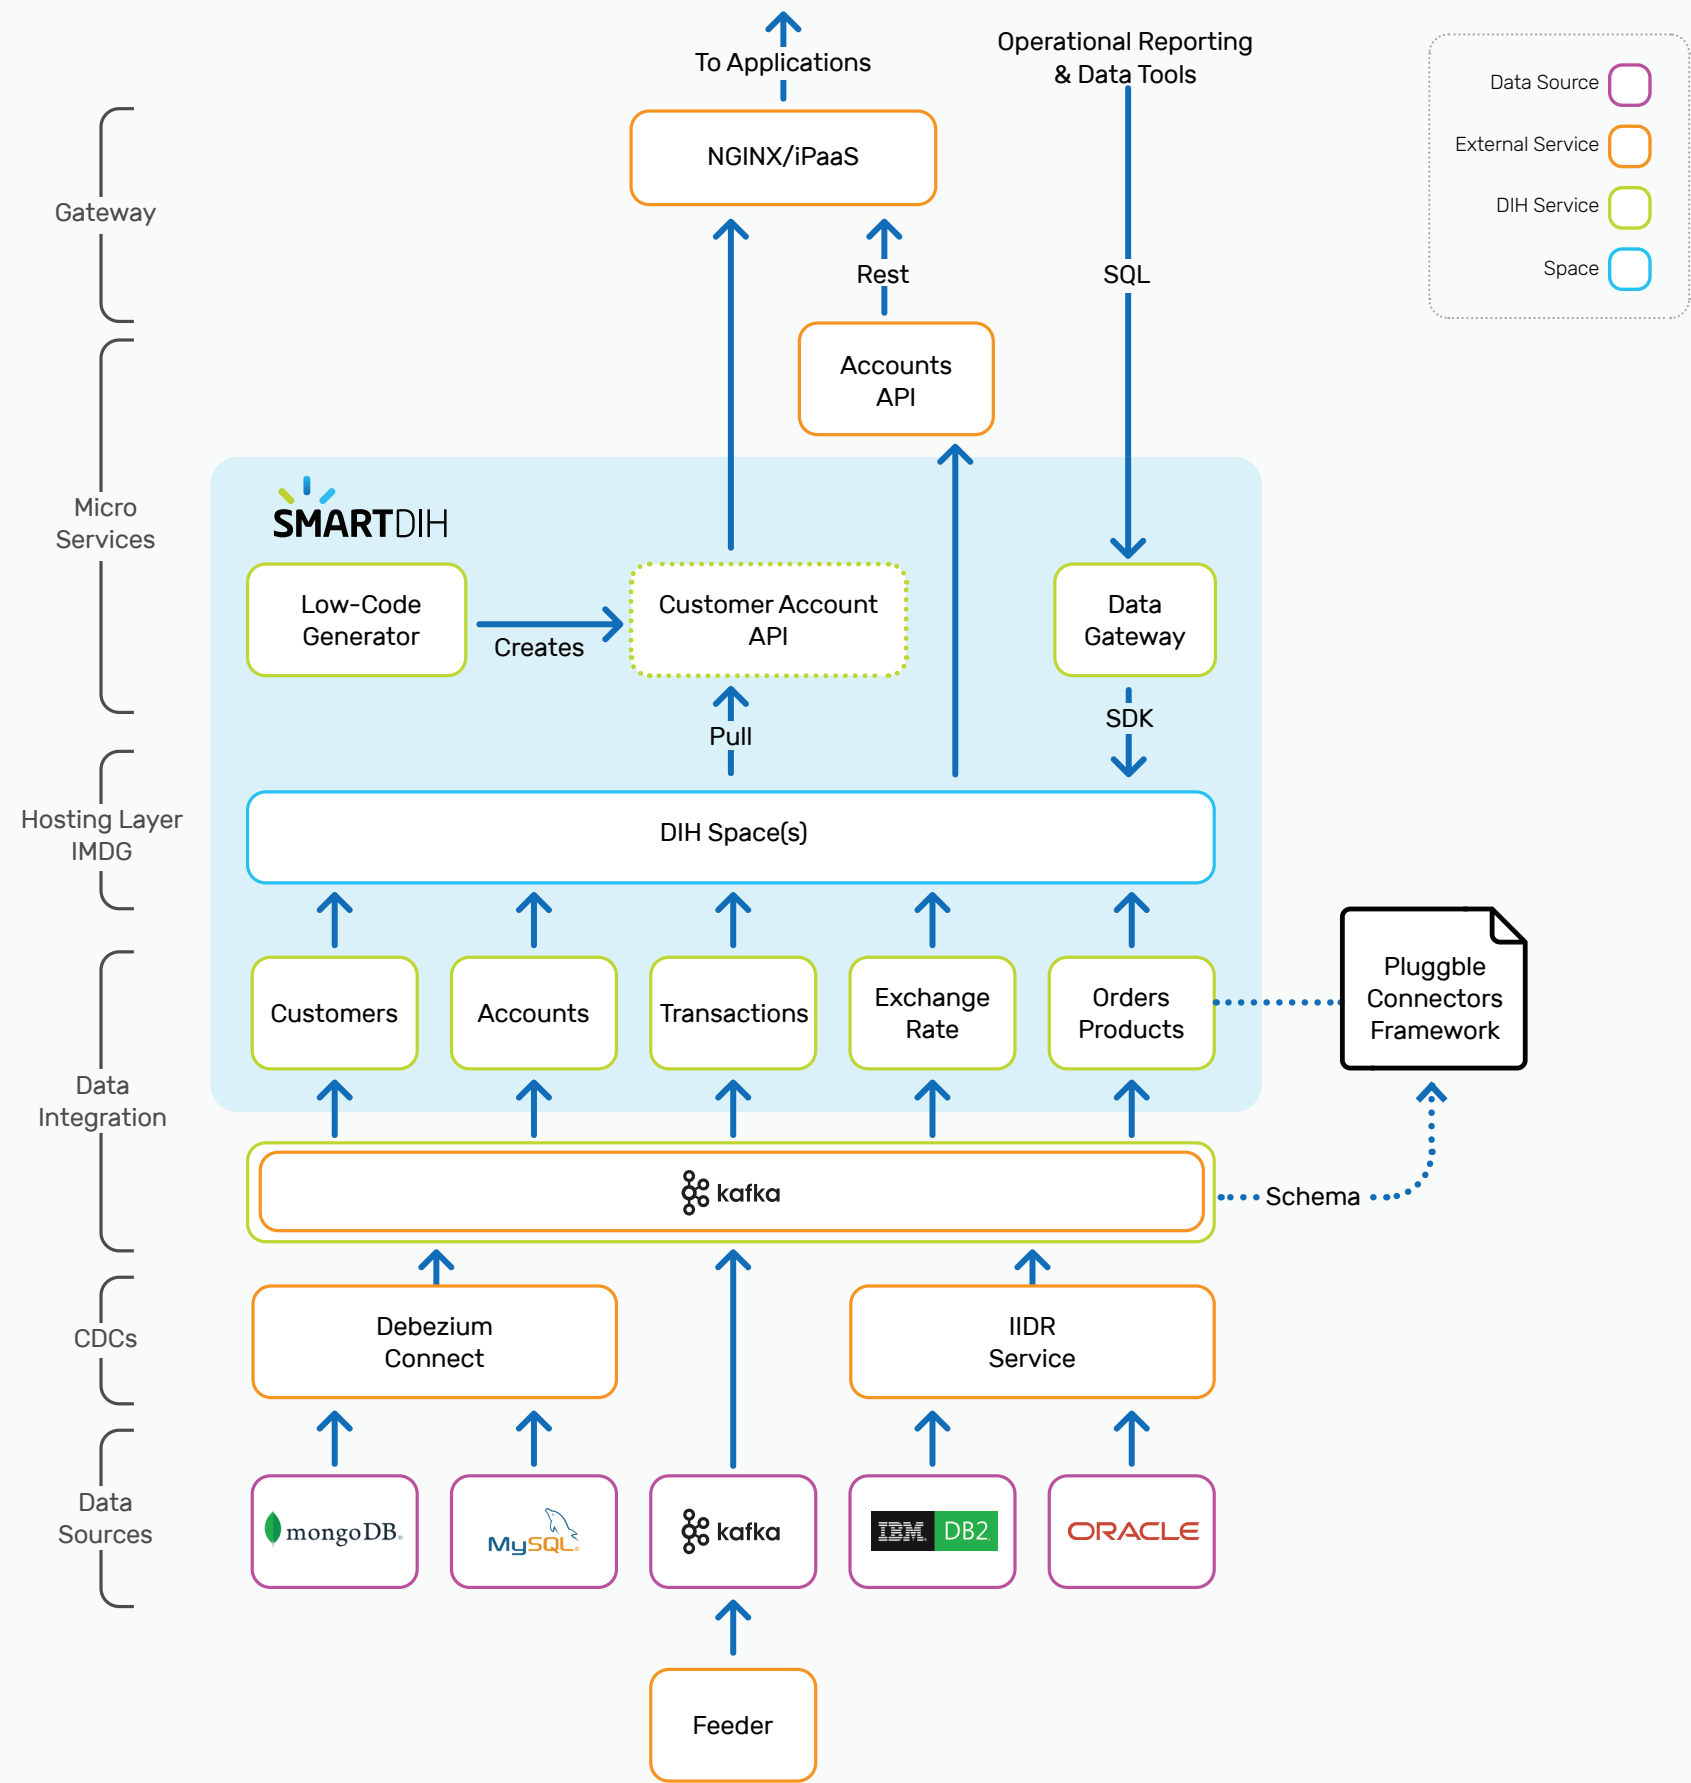 To Applications
Operational Reporting
& Data Tools
Data Source
External Service
DIH Service
Space
NGINX/iPaaS
Gateway
Rest
SQL
Accounts
API
Micro
Services
SMARTDIH
Low-Code
Generator
Creates
Customer Account
API
Data
Gateway
Pull
SDK
Hosting Layer
IMDG
DIH Space(s)
Customers
Accounts
Transactions
Exchange
Rate
Orders
Products
Pluggble
Connectors
Framework
Data
Integration
kafka
Schema
CDCs
Debezium
Connect
IIDR
Service
Data
Sources
mongoDB®
MySQL®
kafka
IBM DB2
ORACLE
Feeder